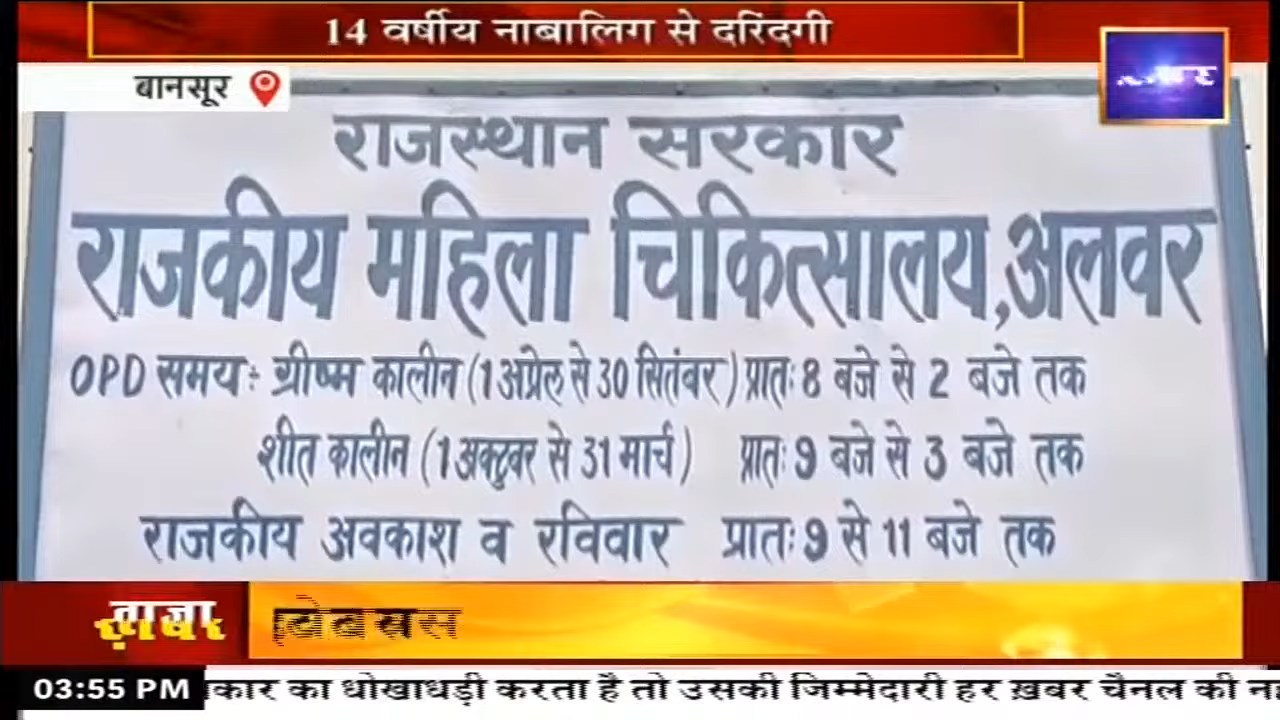 14 वर्षीय नाबालिग से दरिंदगी
बानसूर
राजस्थान सरकार
राजकीय महिला चिकित्सालय,अलवर
OPD समय: ग्रीष्म कालीन (1 अप्रेल से 30 सितंबर) प्रातः 8 बजे से 2 बजे तक
शीत कालीन (1 अक्टुबर से 31 मार्च) प्रातः 9 बजे से 3 बजे तक
राजकीय अवकाश व रविवार प्रातः 9 से 11 बजे तक
ताजा
ख़बर
03:55 PM कार का धोखाधड़ी करता है तो उसकी जिम्मेदारी हर ख़बर चैनल की